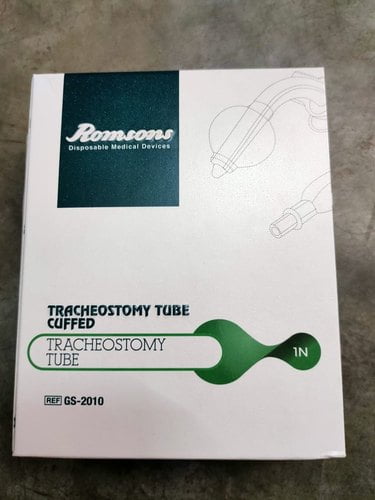 Romsons
Disposable Medical Devices
TRACHEOSTOMY TUBE
CUFFED
TRACHEOSTOMY
TUBE
1N
REF GS-2010